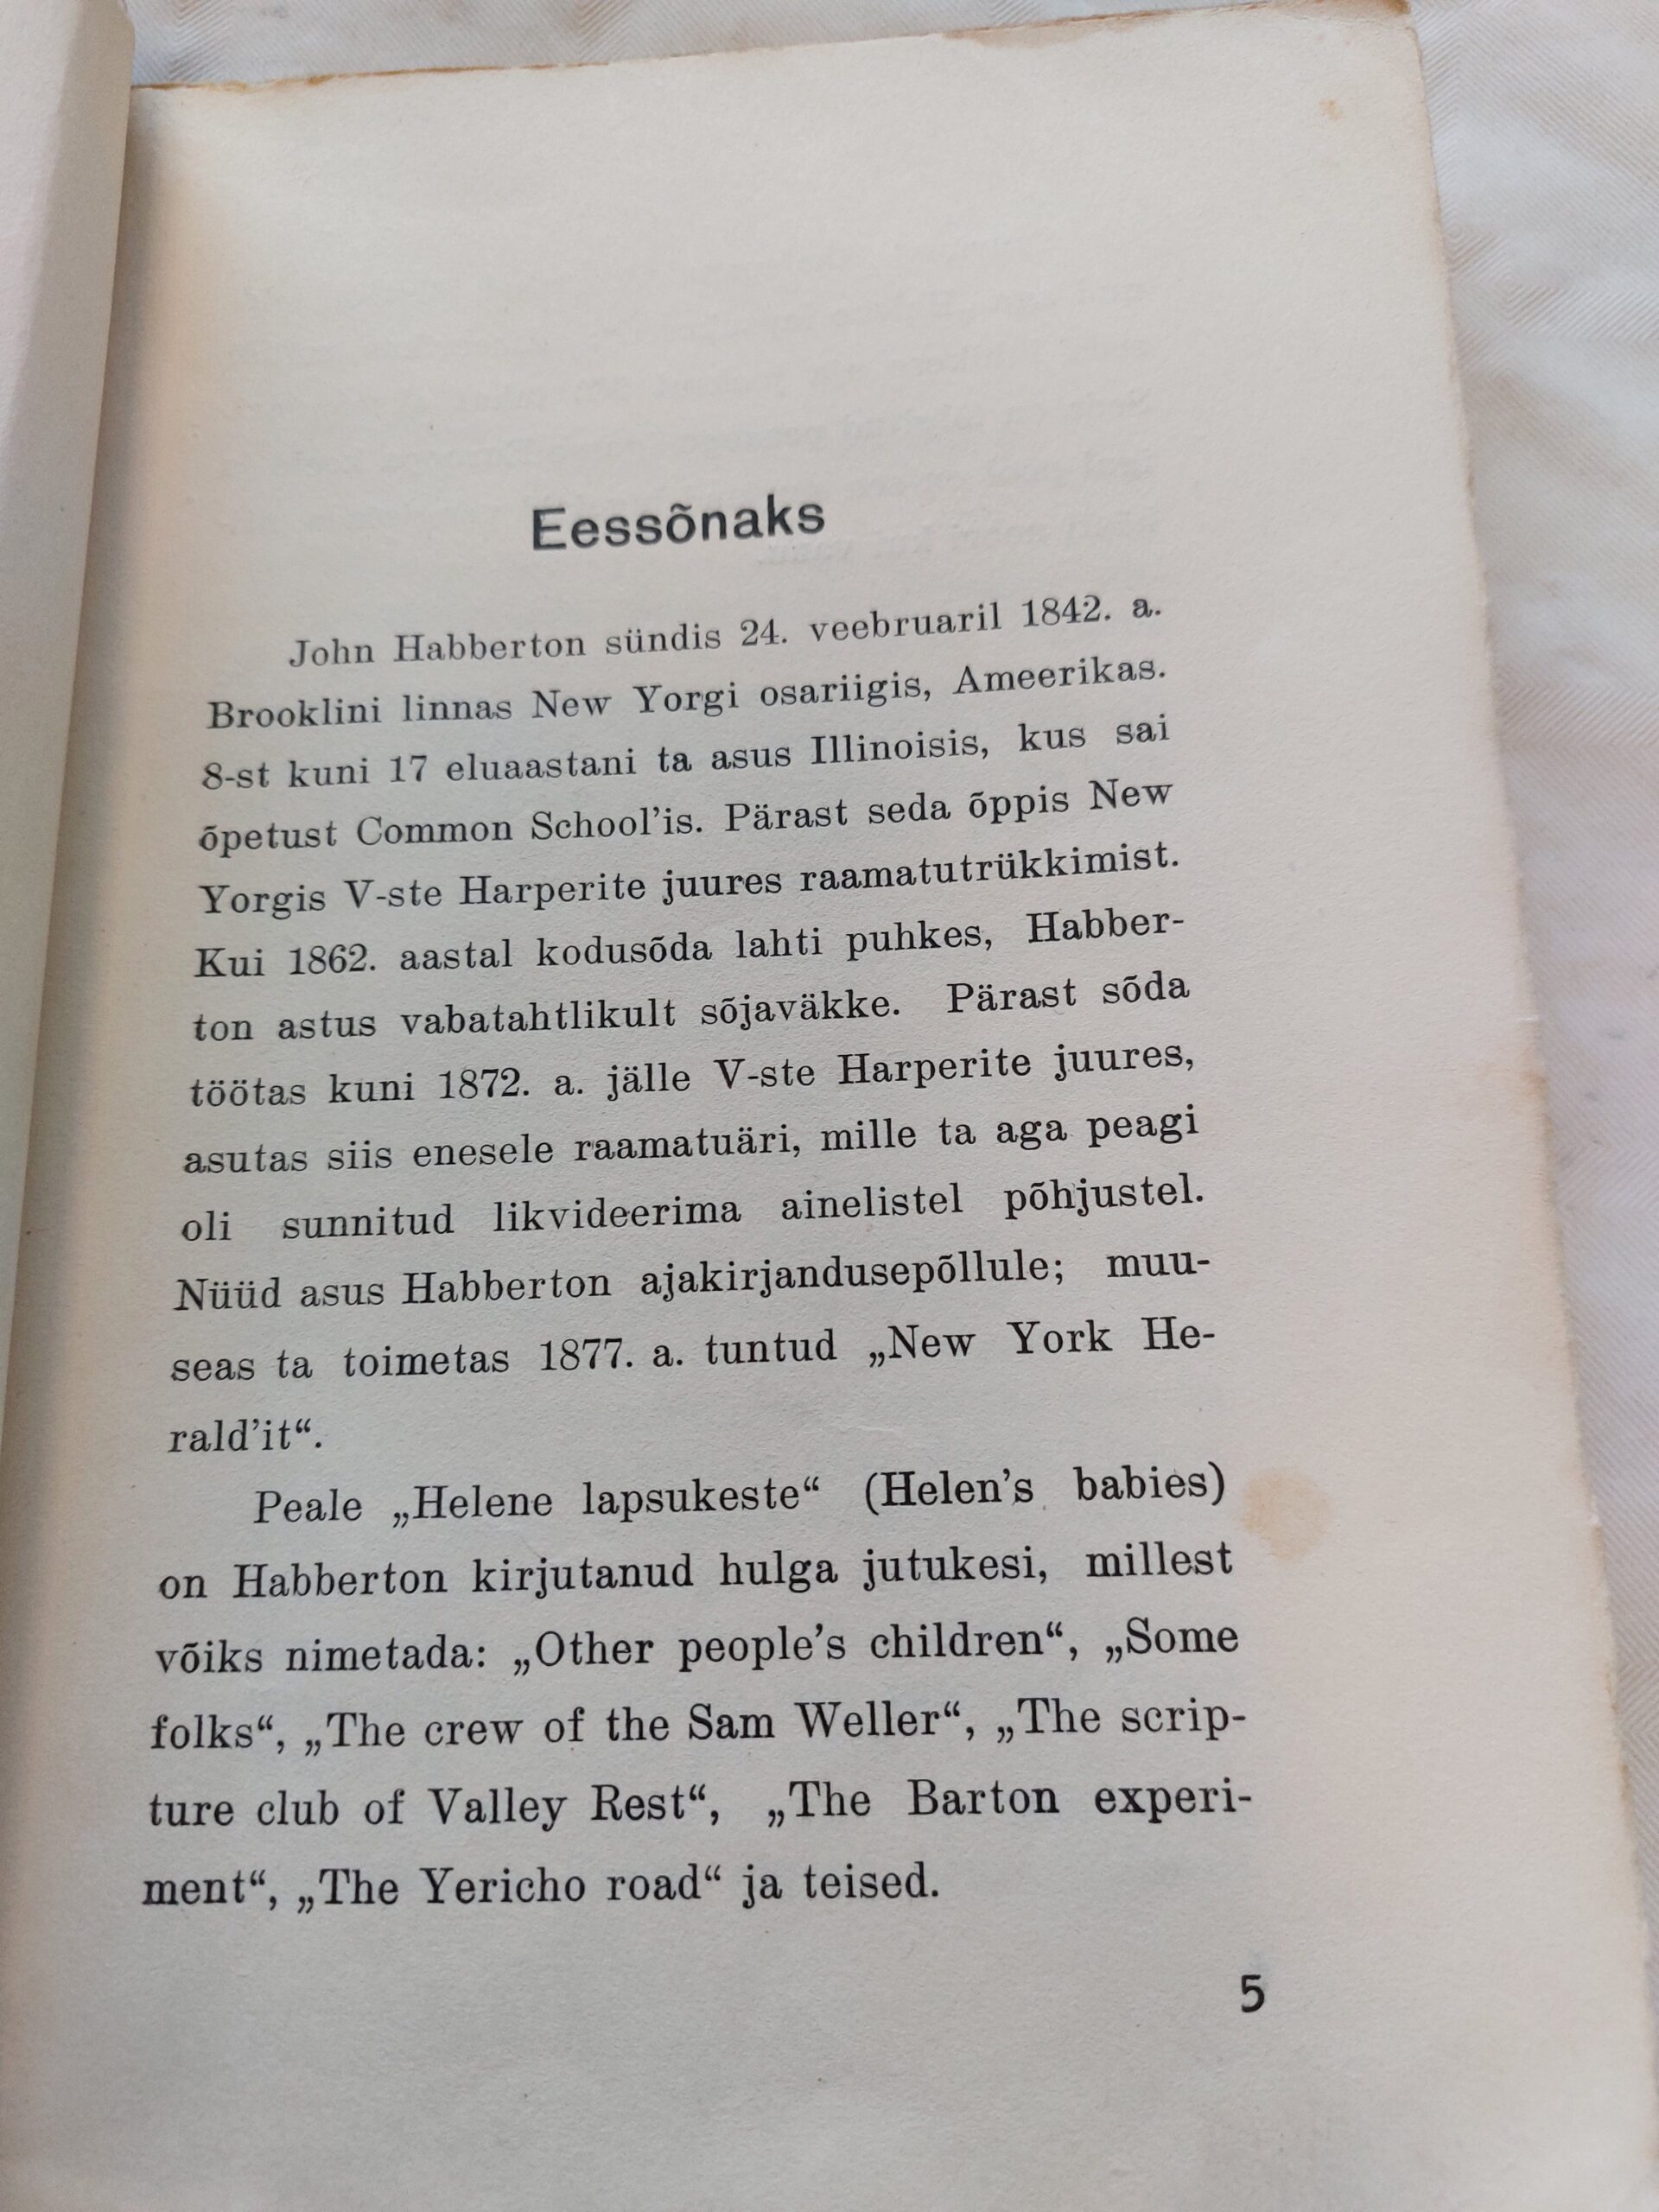 Eessõnaks
John Habberton sündis 24. veebruaril 1842. a.
Brooklini linnas New Yorgi osariigis, Ameerikas.
8-st kuni 17 eluaastani ta asus Illinoisis, kus sai
õpetust Common School’is. Pärast seda õppis New
Yorgis V-ste Harperite juures raamatutrükkimist.
Kui 1862. aastal kodusõda lahti puhkes, Habber-
ton astus vabatahtlikult sõjaväkke. Pärast sõda
töötas kuni 1872. a. jälle V-ste Harperite juures,
asutas siis enesele raamatuäri, mille ta aga peagi
oli sunnitud likvideerima ainelistel põhjustel.
Nüüd asus Habberton ajakirjandusepõllule; muu-
seas ta toimetas 1877. a. tuntud „New York He-
rald’it“.
Peale „Helene lapsukeste“ (Helen’s babies)
on Habberton kirjutanud hulga jutukesi, millest
võiks nimetada: „Other people’s children“, „Some
folks“, „The crew of the Sam Weller“, „The scrip-
ture club of Valley Rest“, „The Barton experi-
ment“, „The Yericho road“ ja teised.
5